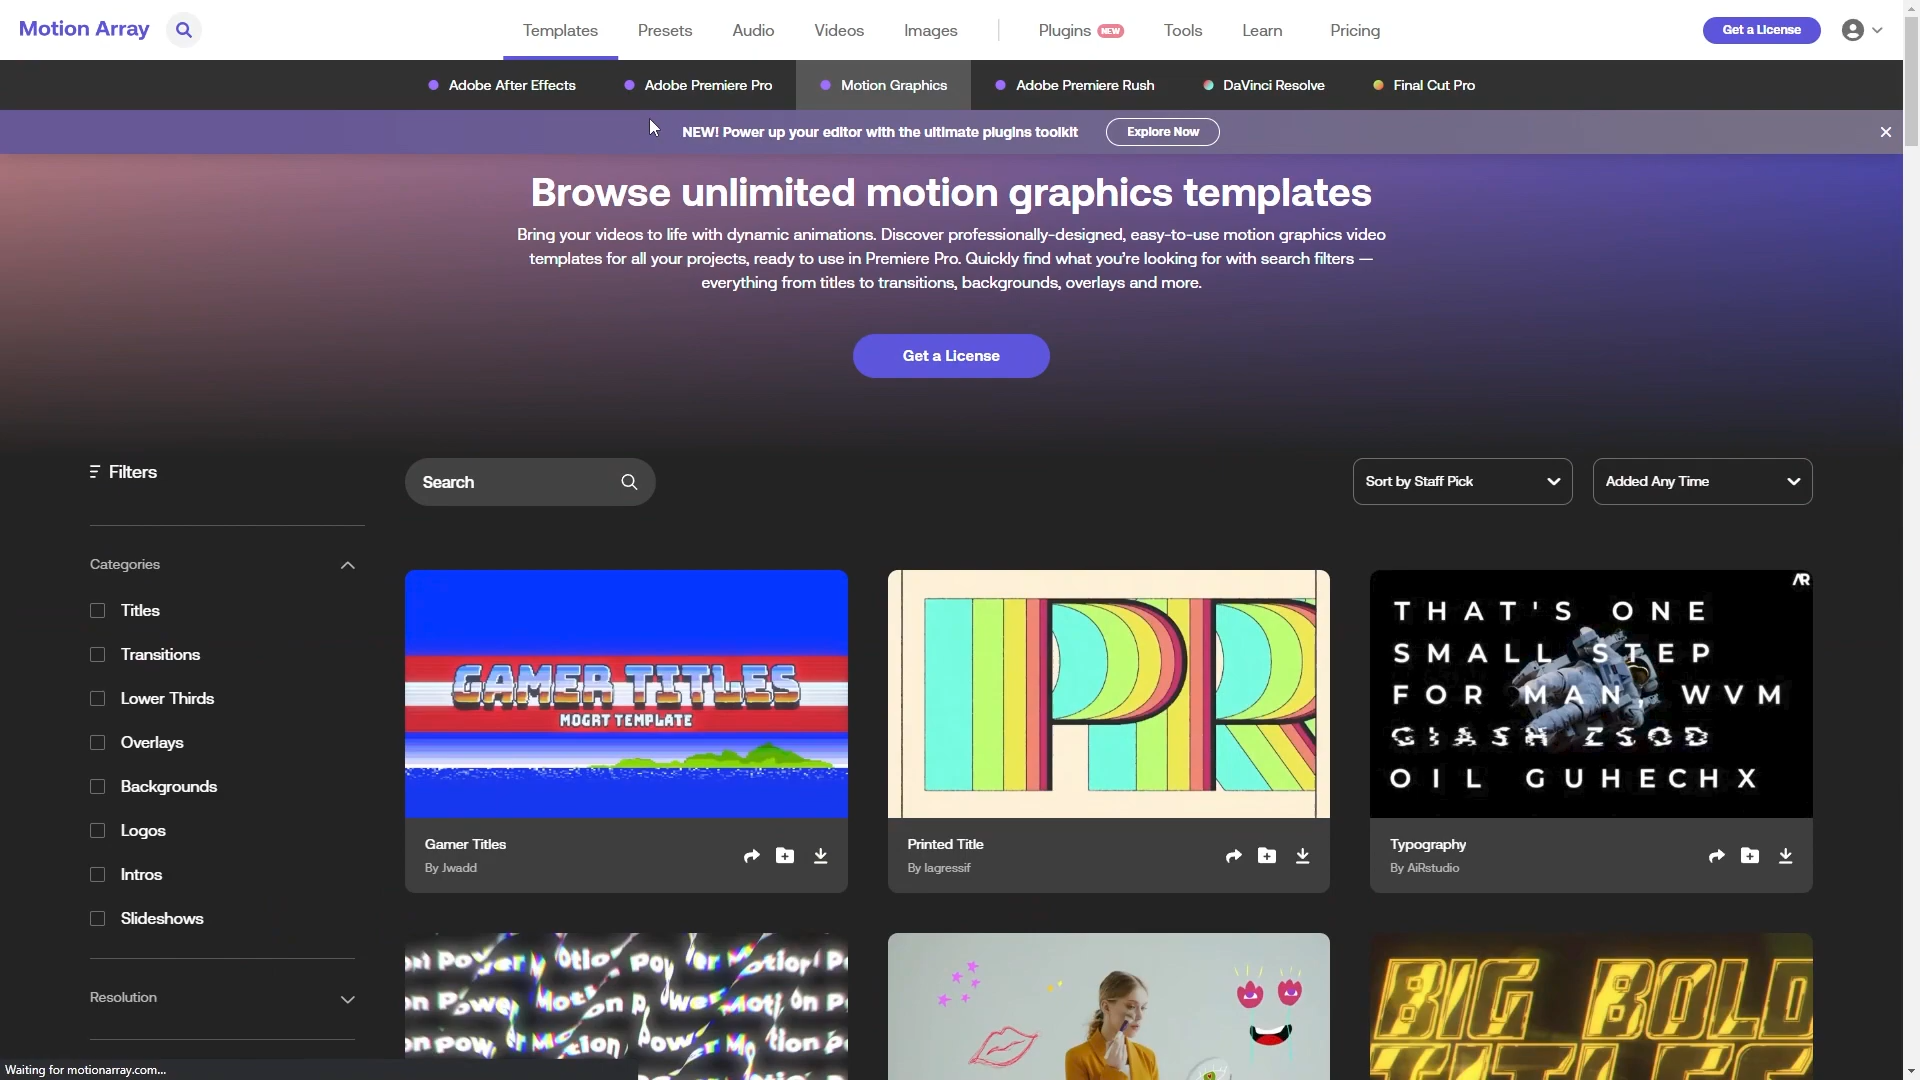 Motion Array
Templates
Presets
Audio
Videos
Images
Plugins NEW
Tools
Learn
Pricing
Get a License
Adobe After Effects
Adobe Premiere Pro
Motion Graphics
Adobe Premiere Rush
DaVinci Resolve
Final Cut Pro
NEW! Power up your editor with the ultimate plugins toolkit
Explore Now
Browse unlimited motion graphics templates
Bring your videos to life with dynamic animations. Discover professionally-designed, easy-to-use motion graphics video
templates for all your projects, ready to use in Premiere Pro. Quickly find what you're looking for with search filters —
everything from titles to transitions, backgrounds, overlays and more.
Get a License
Filters
Search
Sort by Staff Pick
Added Any Time
Categories
Titles
Transitions
Lower Thirds
Overlays
Backgrounds
Logos
Intros
Slideshows
Resolution
GAMER TITLES
MOGRT TEMPLATE
Gamer Titles
By Jwadd
PR
Printed Title
By lagressif
AR
THAT'S ONE
SMALL STEP
FOR MAN, WVM
OIL GUHECHX
Typography
By AiRstudio
BIG BOLD
TITLES
Waiting for motionarray.com...